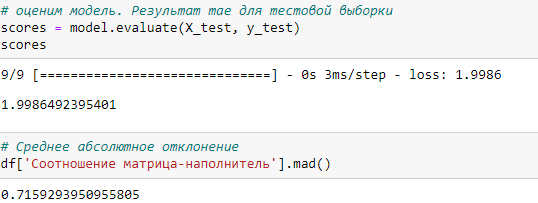 # оценим модель. Результат тае для тестовой выборки
scores = model.evaluate(X_test, y_test)
scores
9/9 [==============================] - 0s 3ms/step - loss: 1.9986
1.9986492395401
# Среднее абсолютное отклонение
df['Соотношение матрица-наполнитель'].mad()
0.7159293950955805